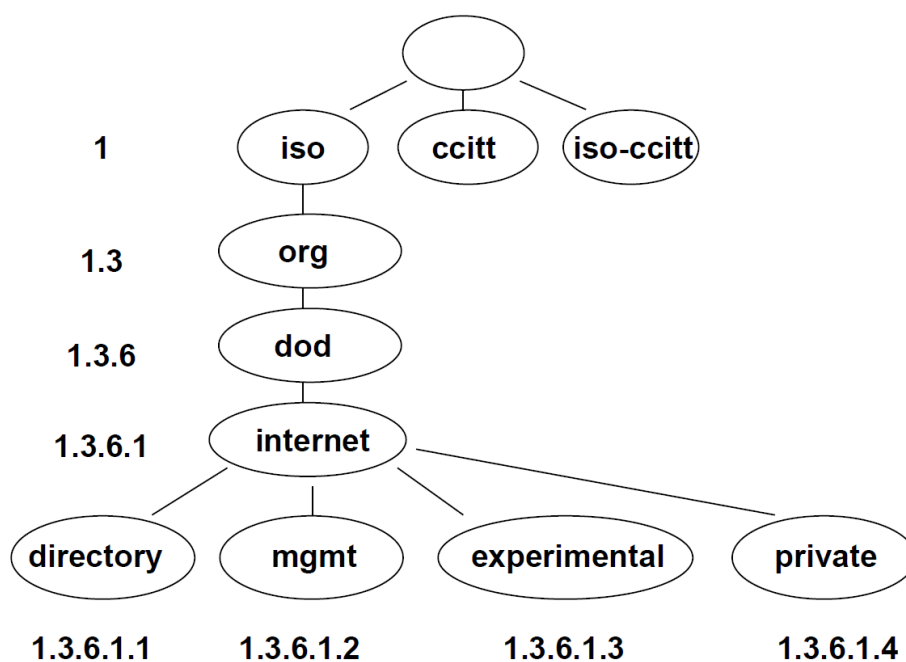 1 iso ccitt iso-ccitt
1.3 org
1.3.6 dod
1.3.6.1 internet
directory mgmt experimental private
1.3.6.1.1 1.3.6.1.2 1.3.6.1.3 1.3.6.1.4